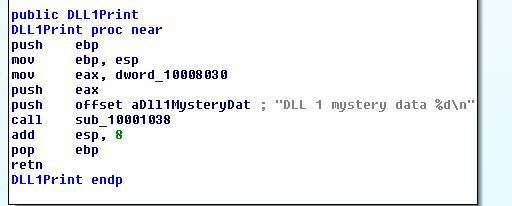 public DLL1Print
DLL1Print proc near
push ebp
mov ebp, esp
mov eax, dword_10008030
push eax
push offset aDll1MysteryDat ; "DLL 1 mystery data %d\n"
call sub_10001038
add esp, 8
pop ebp
retn
DLL1Print endp